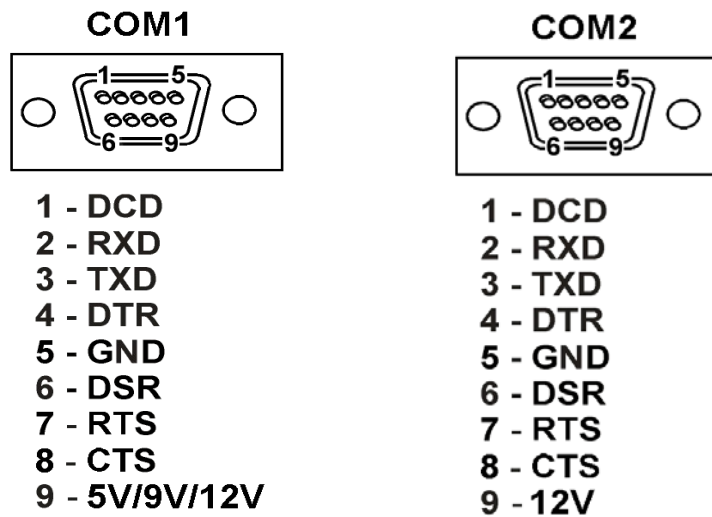 COM1
1 5
6 9
1 - DCD
2 - RXD
3 - TXD
4 - DTR
5 - GND
6 - DSR
7 - RTS
8 - CTS
9 - 5V/9V/12V
COM2
1 5
6 9
1 - DCD
2 - RXD
3 - TXD
4 - DTR
5 - GND
6 - DSR
7 - RTS
8 - CTS
9 - 12V